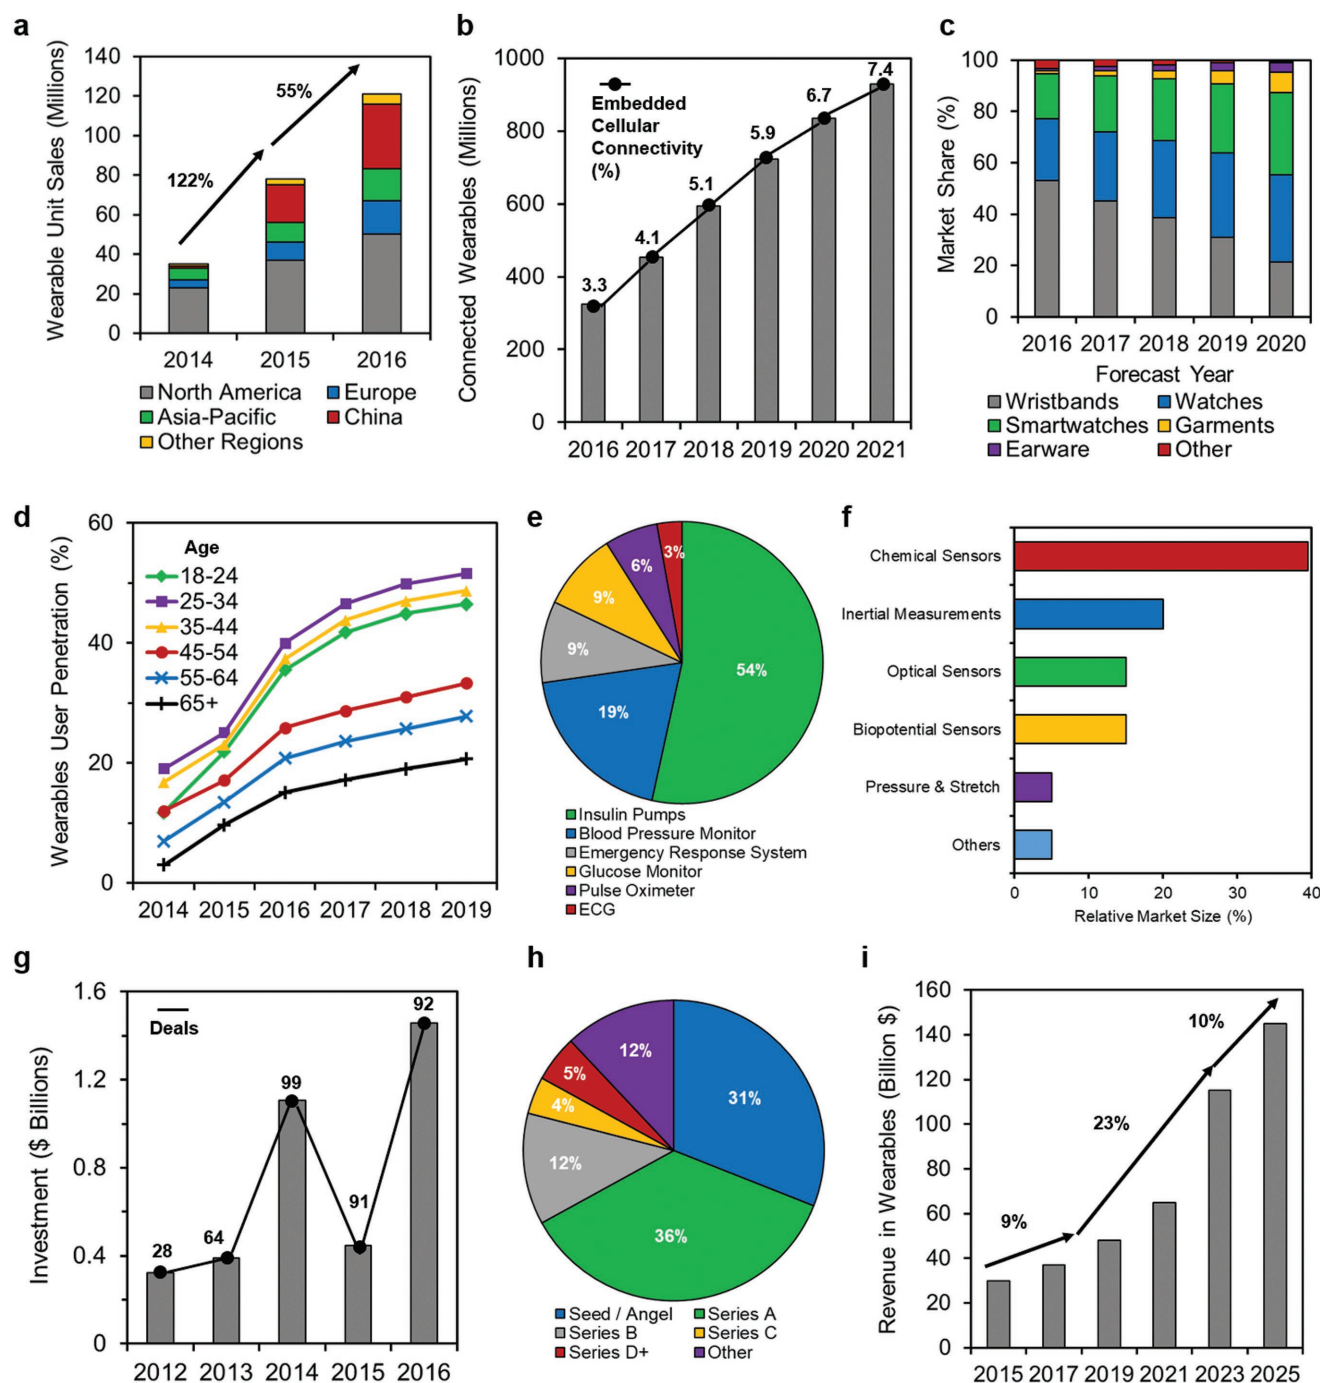 a
Wearable Unit Sales (Millions)
140
120
100
80
60
40
20
0
122%
55%
2014 2015 2016
North America Europe
Asia-Pacific China
Other Regions
b
Connected Wearables (Millions)
1000
800
600
400
200
0
Embedded
Cellular
Connectivity
(%)
3.3
4.1
5.1
5.9
6.7
7.4
2016 2017 2018 2019 2020 2021
c
Market Share (%)
100
80
60
40
20
0
2016 2017 2018 2019 2020
Forecast Year
Wristbands Watches
Smartwatches Garments
Earware Other
d
Wearables User Penetration (%)
60
40
20
0
Age
18-24
25-34
35-44
45-54
55-64
65+
2014 2015 2016 2017 2018 2019
e
3%
6%
9%
9%
19%
54%
Insulin Pumps
Blood Pressure Monitor
Emergency Response System
Glucose Monitor
Pulse Oximeter
ECG
f
Chemical Sensors
Inertial Measurements
Optical Sensors
Biopotential Sensors
Pressure & Stretch
Others
0 10 20 30 40
Relative Market Size (%)
g
Investment ($ Billions)
1.6
1.2
0.8
0.4
0
Deals
28
64
99
91
92
2012 2013 2014 2015 2016
h
12%
5%
4%
12%
31%
36%
Seed / Angel Series A
Series B Series C
Series D+ Other
i
Revenue in Wearables (Billion $)
160
140
120
100
80
60
40
20
0
9%
23%
10%
2015 2017 2019 2021 2023 2025